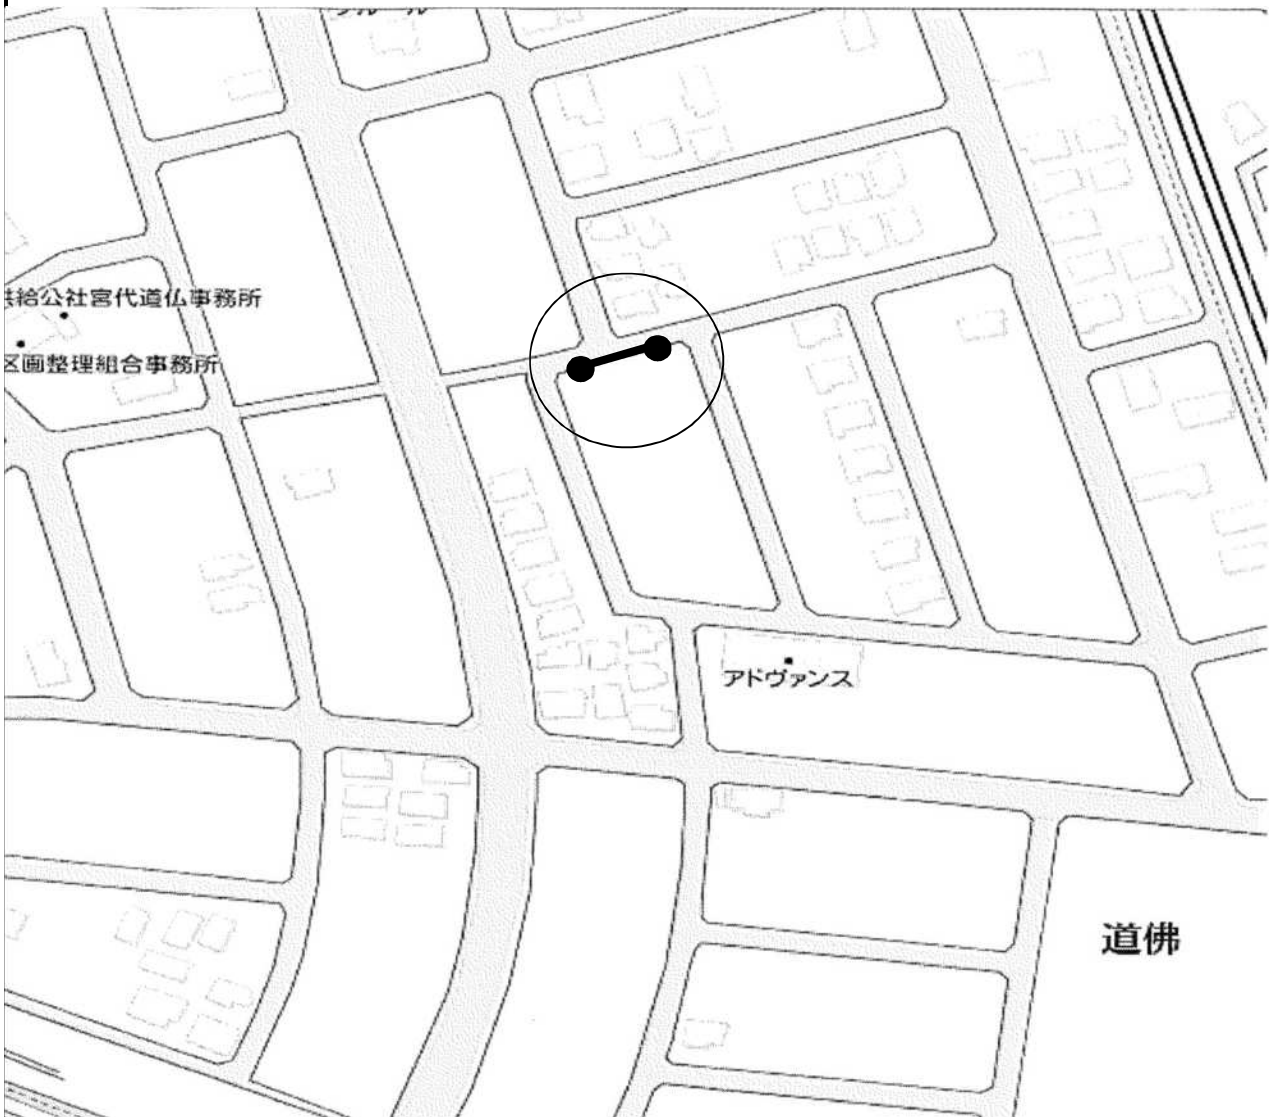 給公社宮代道仏事務所
区画整理組合事務所
アドヴァンス
道佛